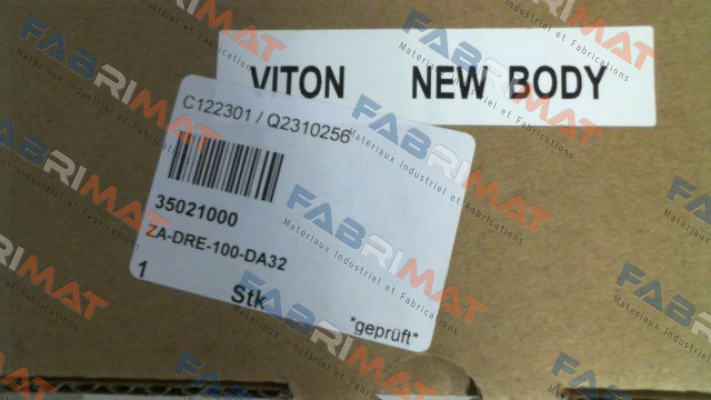 VITON NEW BODY
C122301 / Q2310256
35021000
ZA-DRE-100-DA32
1 Stk
*geprüft*
FABRIMAT
Materiaux Industriel et Fabrications